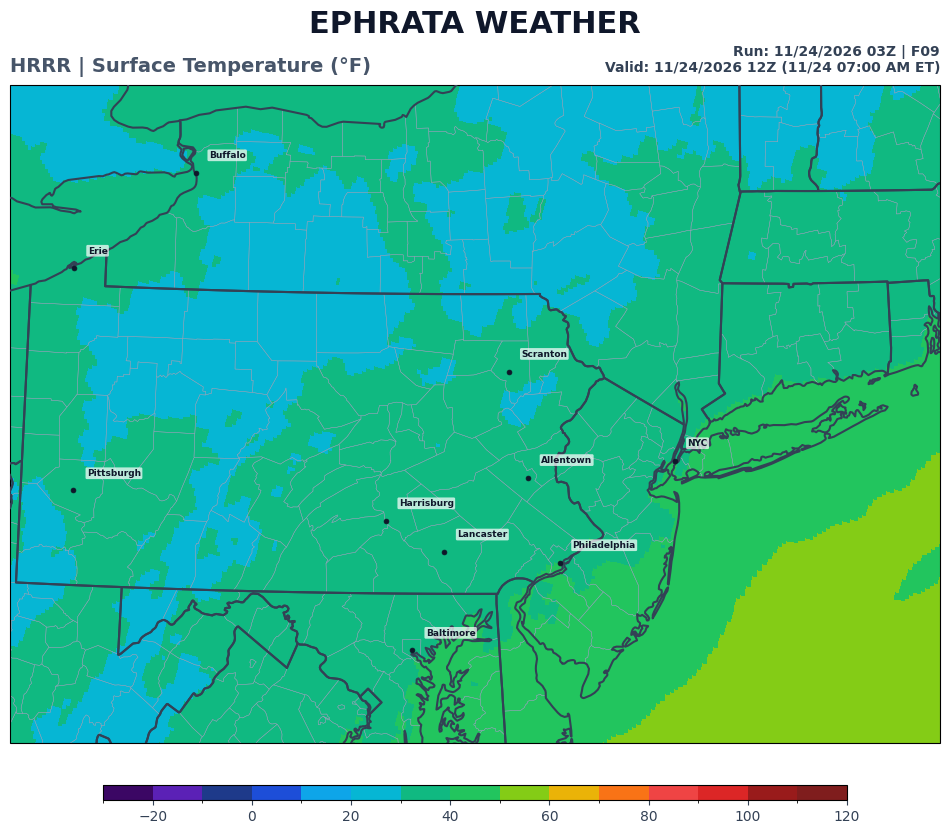 EPHRATA WEATHER
HRRR | Surface Temperature (°F)
Run: 11/24/2026 03Z | F09
Valid: 11/24/2026 12Z (11/24 07:00 AM ET)
Buffalo
Erie
Scranton
NYC
Allentown
Pittsburgh
Harrisburg
Lancaster
Philadelphia
Baltimore
−20 0 20 40 60 80 100 120